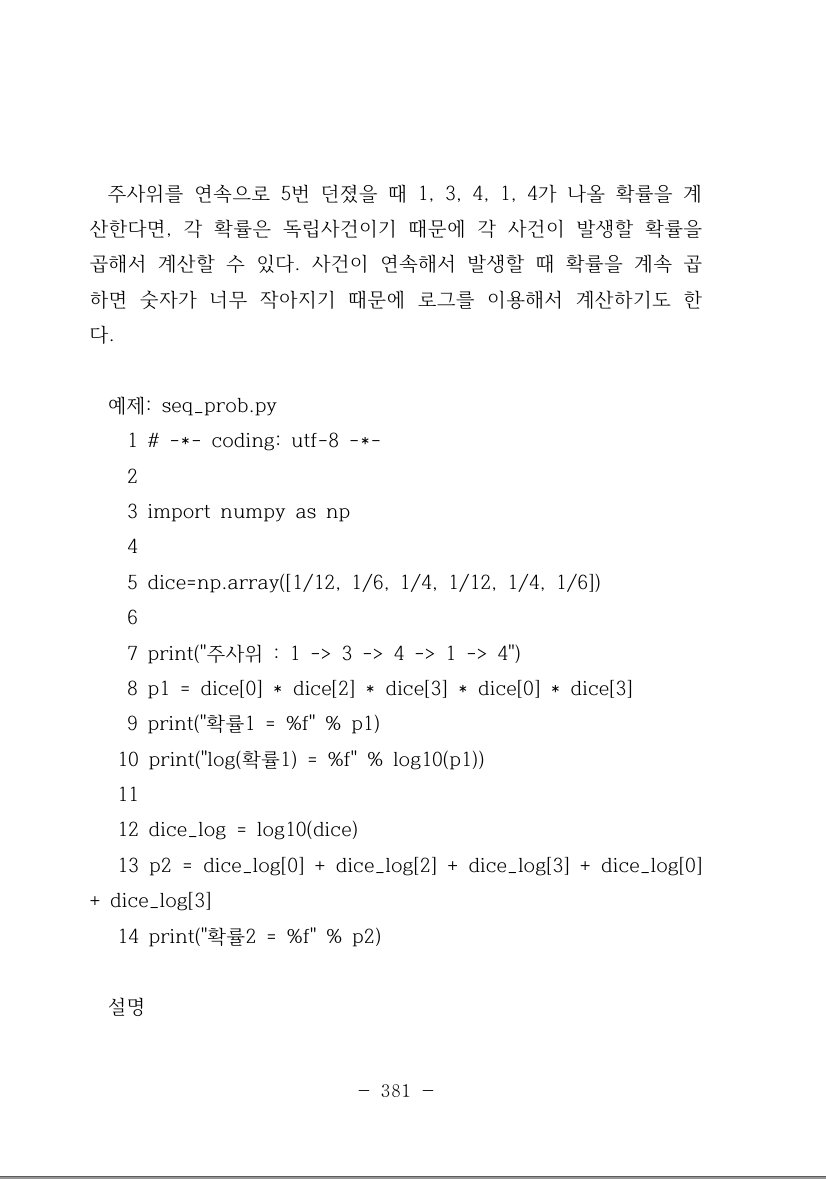 주사위를 연속으로 5번 던졌을 때 1, 3, 4, 1, 4가 나올 확률을 계
산한다면, 각 확률은 독립사건이기 때문에 각 사건이 발생할 확률을
곱해서 계산할 수 있다. 사건이 연속해서 발생할 때 확률을 계속 곱
하면 숫자가 너무 작아지기 때문에 로그를 이용해서 계산하기도 한
다.
예제: seq_prob.py
1 # -*- coding: utf-8 -*-
2
3 import numpy as np
4
5 dice=np.array([1/12, 1/6, 1/4, 1/12, 1/4, 1/6])
6
7 print("주사위 : 1 -> 3 -> 4 -> 1 -> 4")
8 p1 = dice[0] * dice[2] * dice[3] * dice[0] * dice[3]
9 print("확률1 = %f" % p1)
10 print("log(확률1) = %f" % log10(p1))
11
12 dice_log = log10(dice)
13 p2 = dice_log[0] + dice_log[2] + dice_log[3] + dice_log[0]
+ dice_log[3]
14 print("확률2 = %f" % p2)
설명
- 381 -